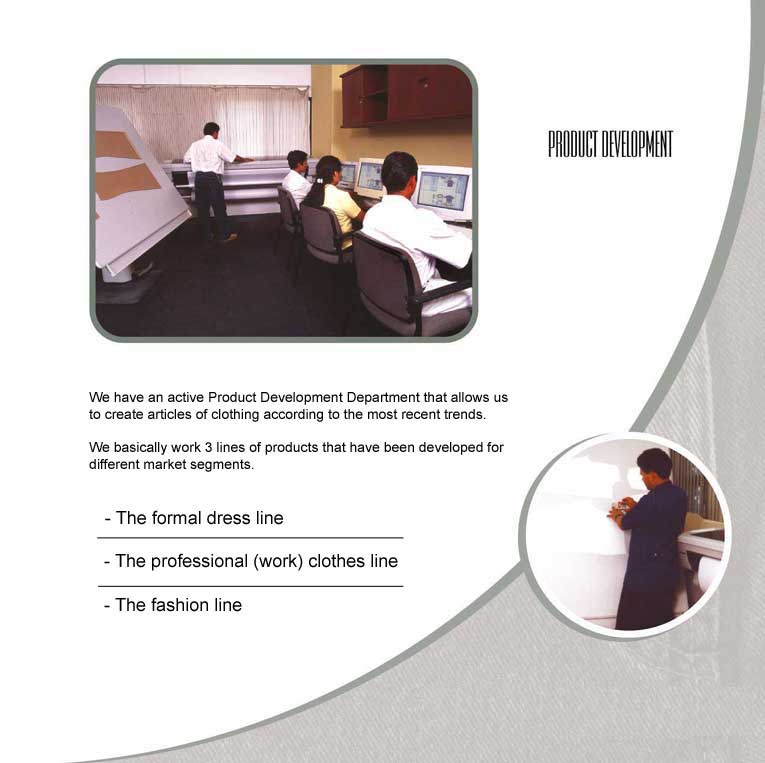 PRODUCT DEVELOPMENT
We have an active Product Development Department that allows us
to create articles of clothing according to the most recent trends.
We basically work 3 lines of products that have been developed for
different market segments.
- The formal dress line
- The professional (work) clothes line
- The fashion line